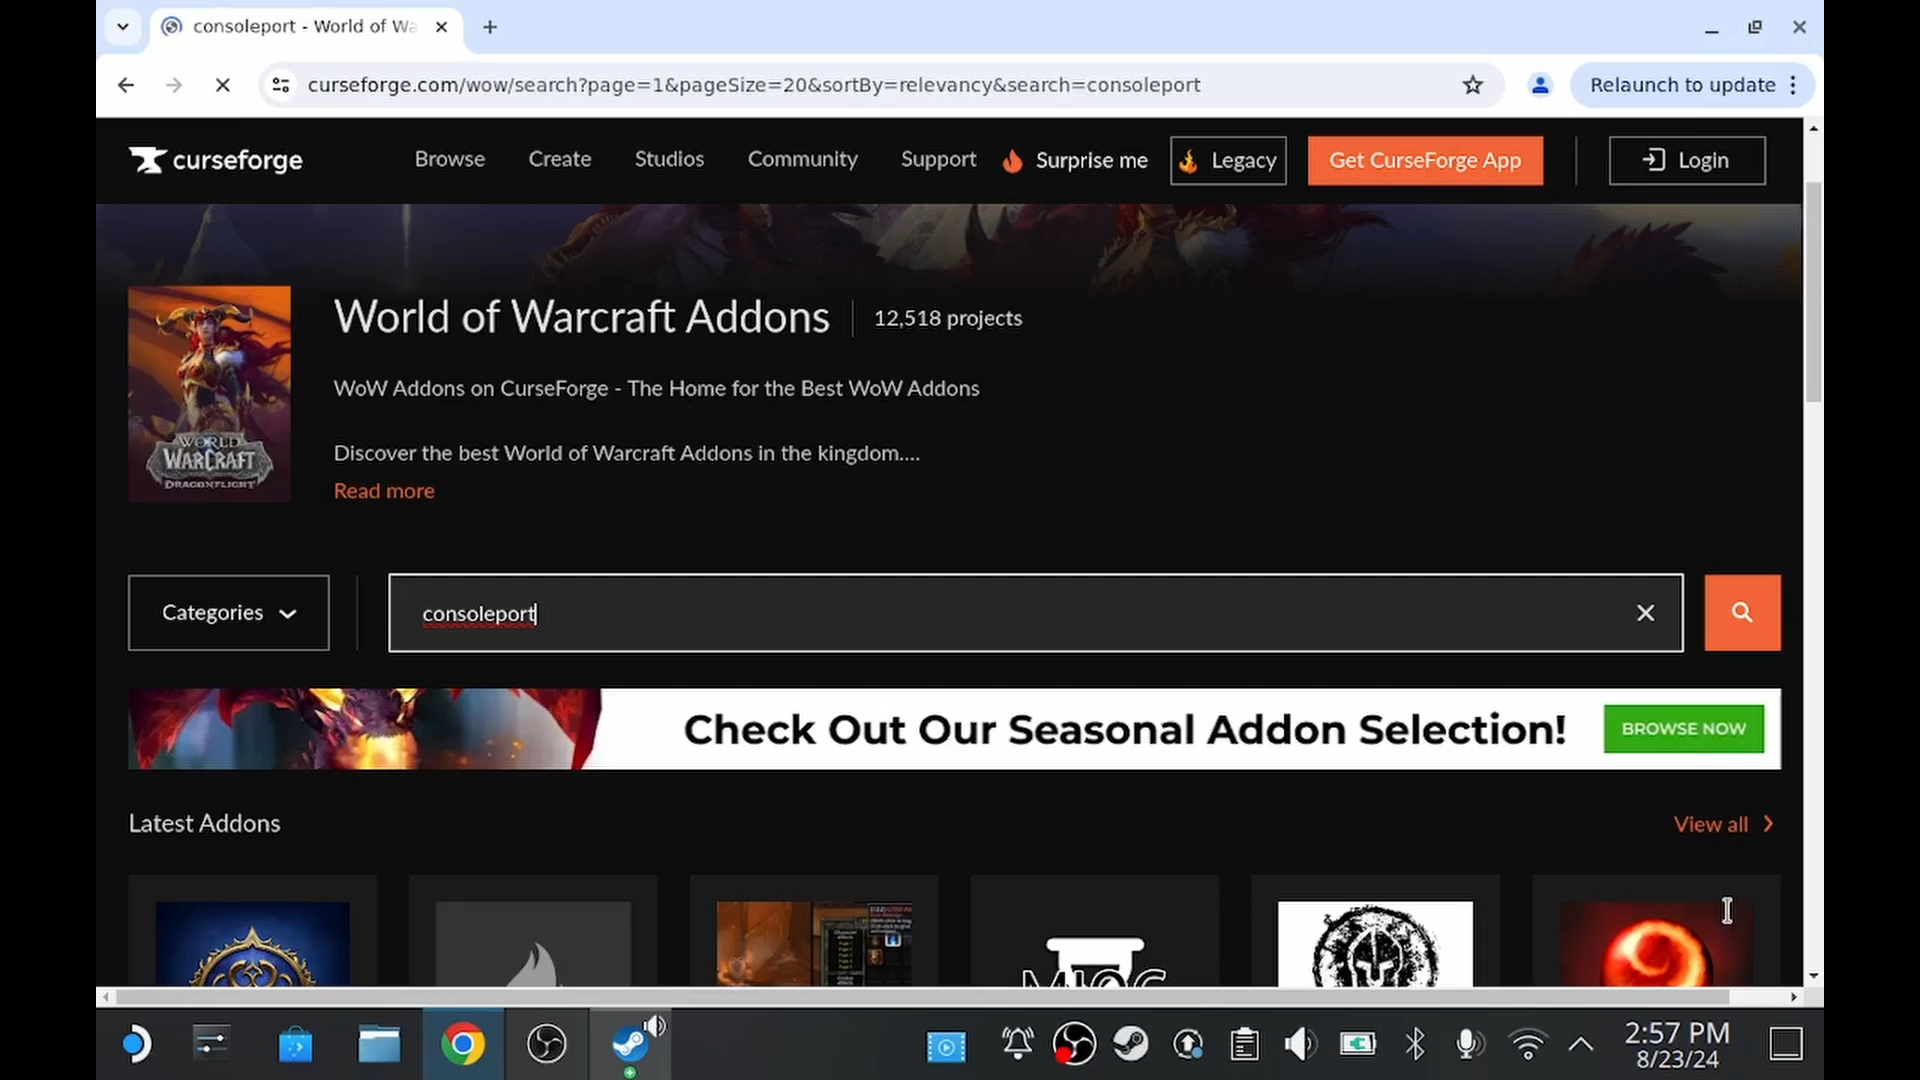 consoleport - World of Wa
curseforge.com/wow/search?page=1&pageSize=20&sortBy=relevancy&search=consoleport
Relaunch to update
curseforge
Browse
Create
Studios
Community
Support
Surprise me
Legacy
Get CurseForge App
Login
World of Warcraft Addons
12,518 projects
WoW Addons on CurseForge - The Home for the Best WoW Addons
Discover the best World of Warcraft Addons in the kingdom....
Read more
WORLD
WARCRAFT
DRAGONFLIGHT
Categories
consoleport
Check Out Our Seasonal Addon Selection!
BROWSE NOW
Latest Addons
View all
2:57 PM
8/23/24